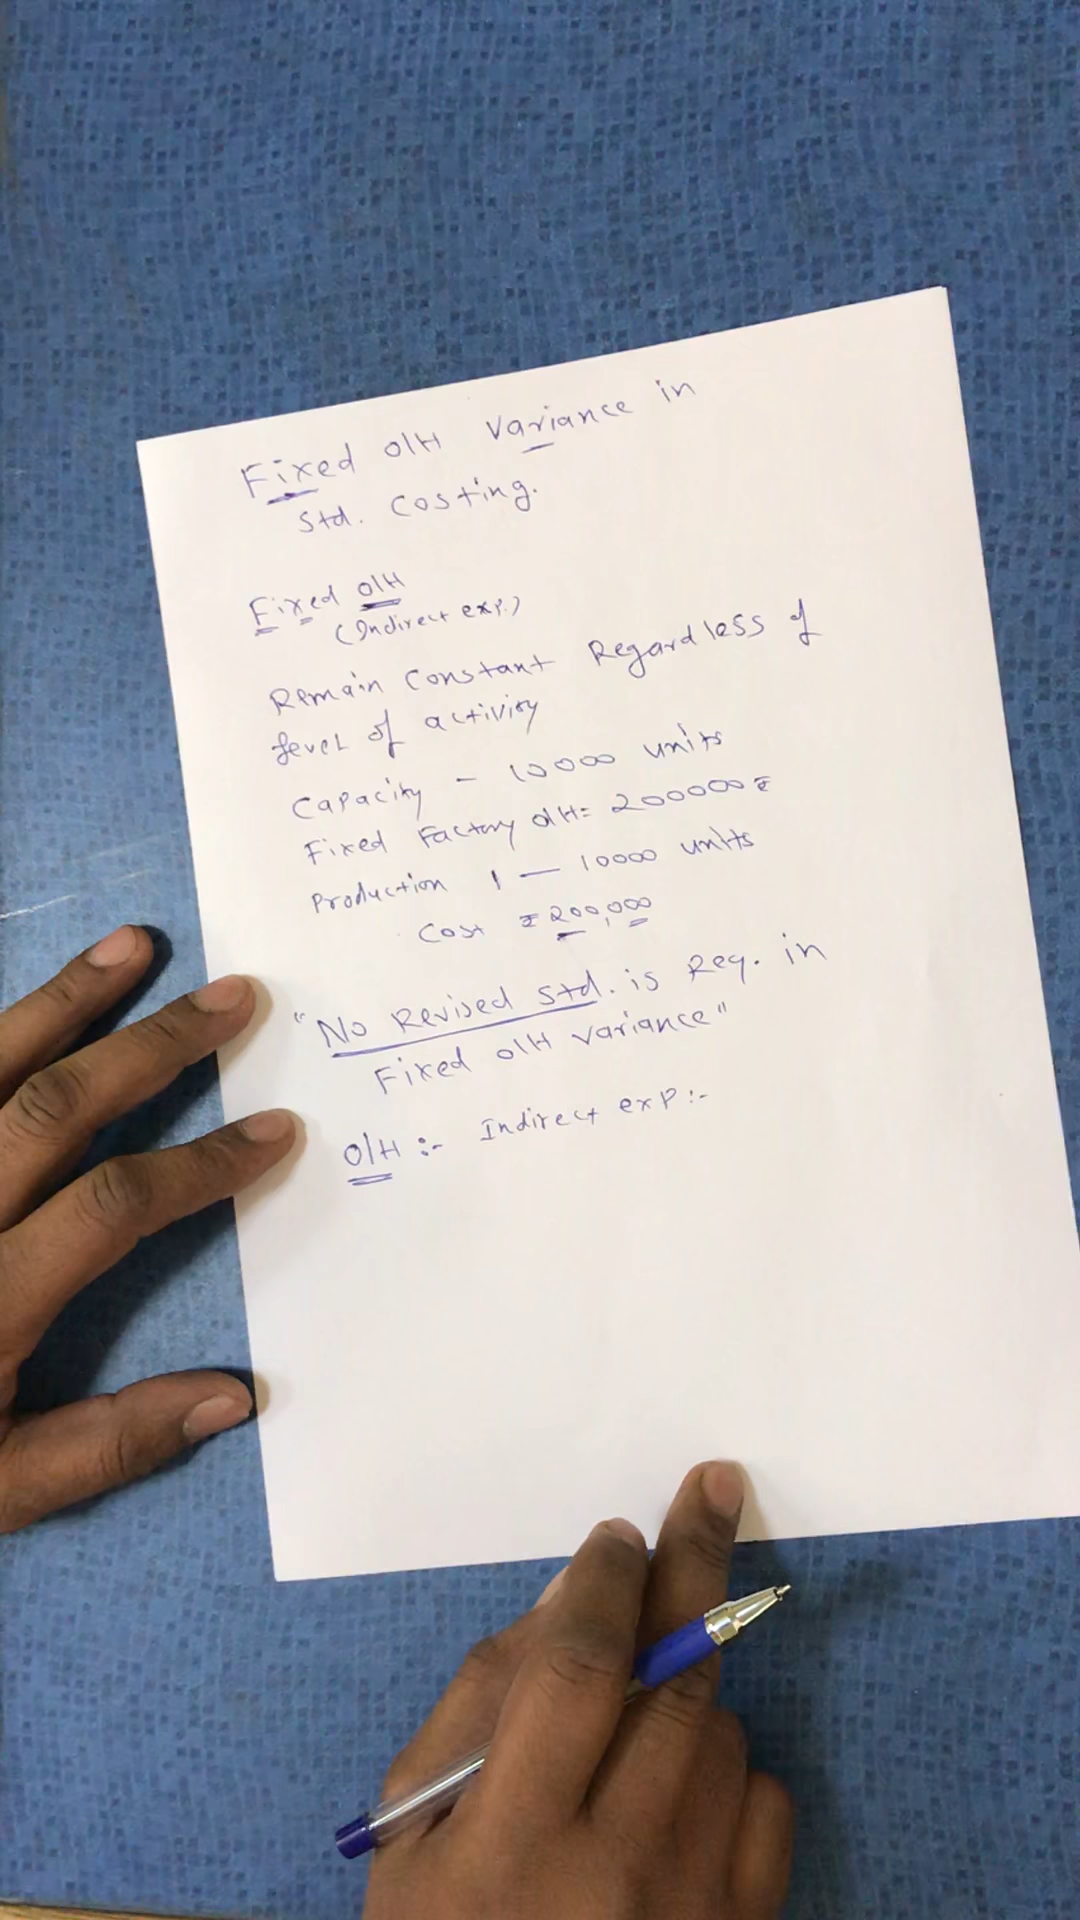 Fixed O/H Variance in
Std. Costing.
Fixed O/H
(Indirect exp.)
Remain Constant Regardless of
level of activity
Capacity - 10000 units
Fixed Factory O/H = 200000 ₹
Production 1 — 10000 units
Cost ₹ 200,000
"No Revised Std. is Req. in
Fixed O/H variance"
O/H :- Indirect exp :-